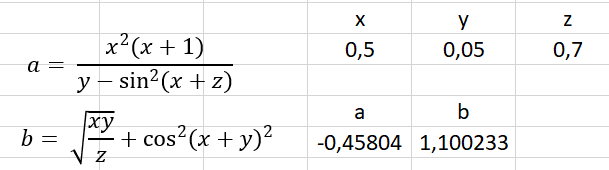 x y z
a = x²(x + 1) / (y − sin²(x + z))
0,5 0,05 0,7
a b
b = √(xy / z) + cos²(x + y)²
-0,45804 1,100233